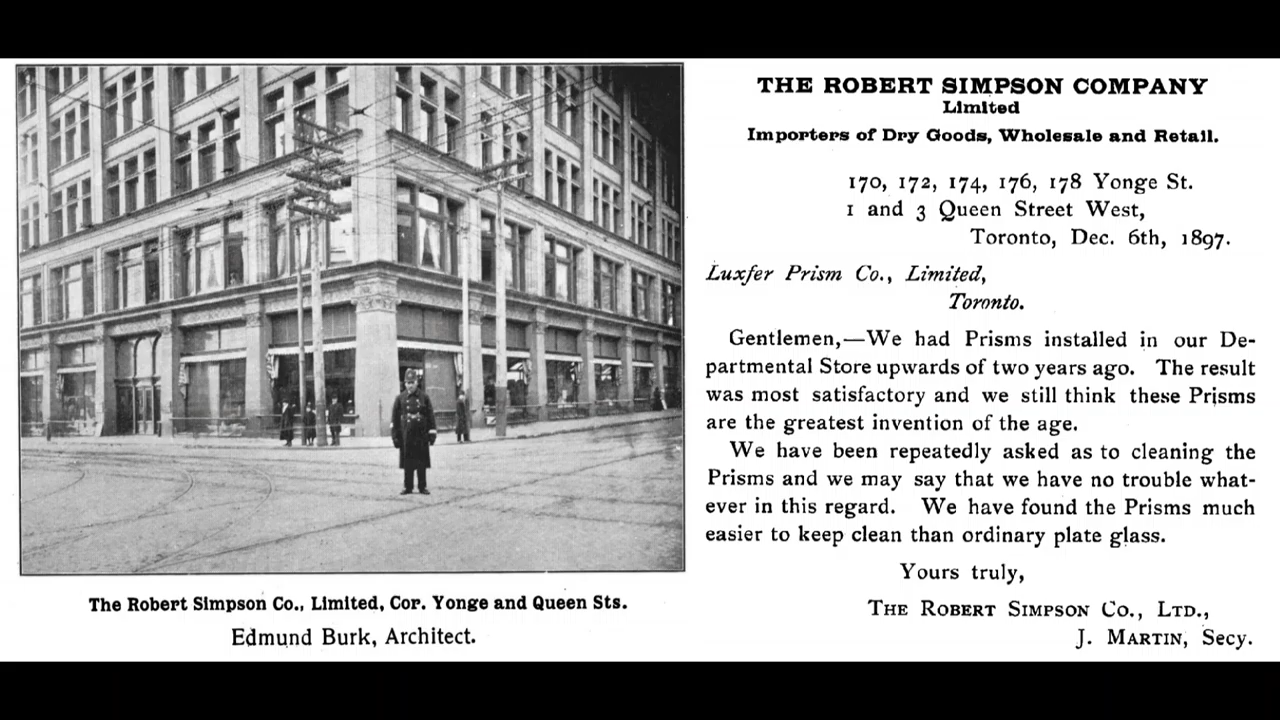 The Robert Simpson Co., Limited, Cor. Yonge and Queen Sts.
Edmund Burk, Architect.
THE ROBERT SIMPSON COMPANY
Limited
Importers of Dry Goods, Wholesale and Retail.
170, 172, 174, 176, 178 Yonge St.
1 and 3 Queen Street West,
Toronto, Dec. 6th, 1897.
Luxfer Prism Co., Limited,
Toronto.
Gentlemen,—We had Prisms installed in our De-
partmental Store upwards of two years ago. The result
was most satisfactory and we still think these Prisms
are the greatest invention of the age.
We have been repeatedly asked as to cleaning the
Prisms and we may say that we have no trouble what-
ever in this regard. We have found the Prisms much
easier to keep clean than ordinary plate glass.
Yours truly,
THE ROBERT SIMPSON CO., LTD.,
J. MARTIN, Secy.